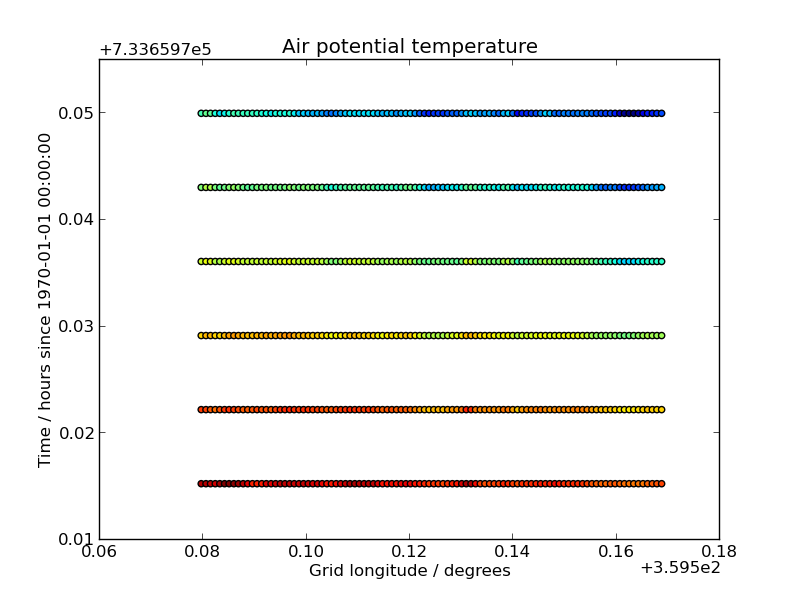 Air potential temperature
+7.336597e5
0.05
0.04
0.03
0.02
0.01
Time / hours since 1970-01-01 00:00:00
0.06 0.08 0.10 0.12 0.14 0.16 0.18
Grid longitude / degrees
+3.595e2